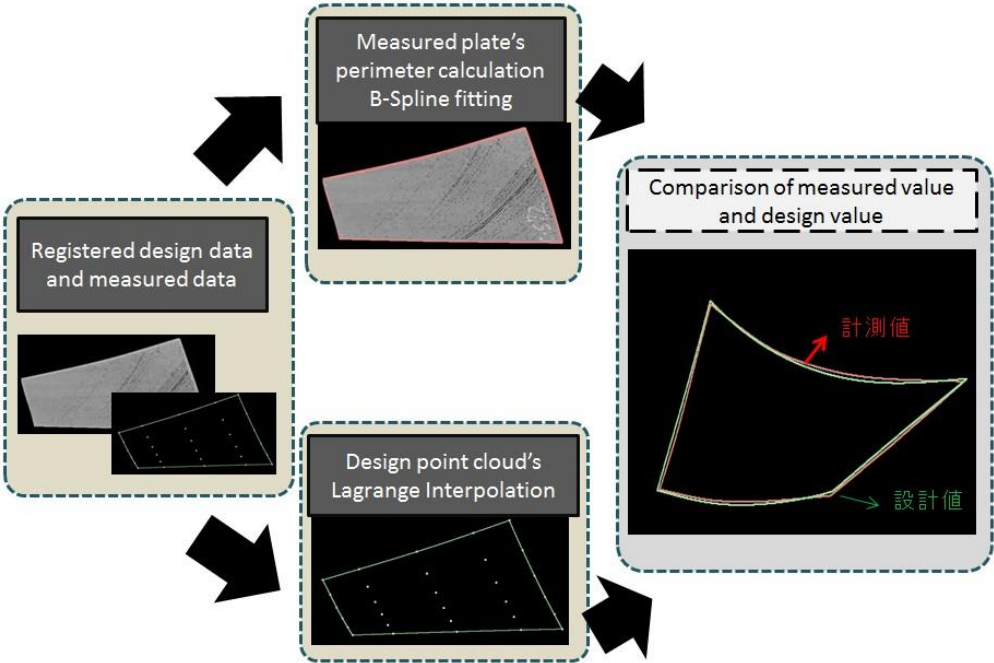 Measured plate's
perimeter calculation
B-Spline fitting
Registered design data
and measured data
Design point cloud's
Lagrange Interpolation
Comparison of measured value
and design value
計測値
設計値